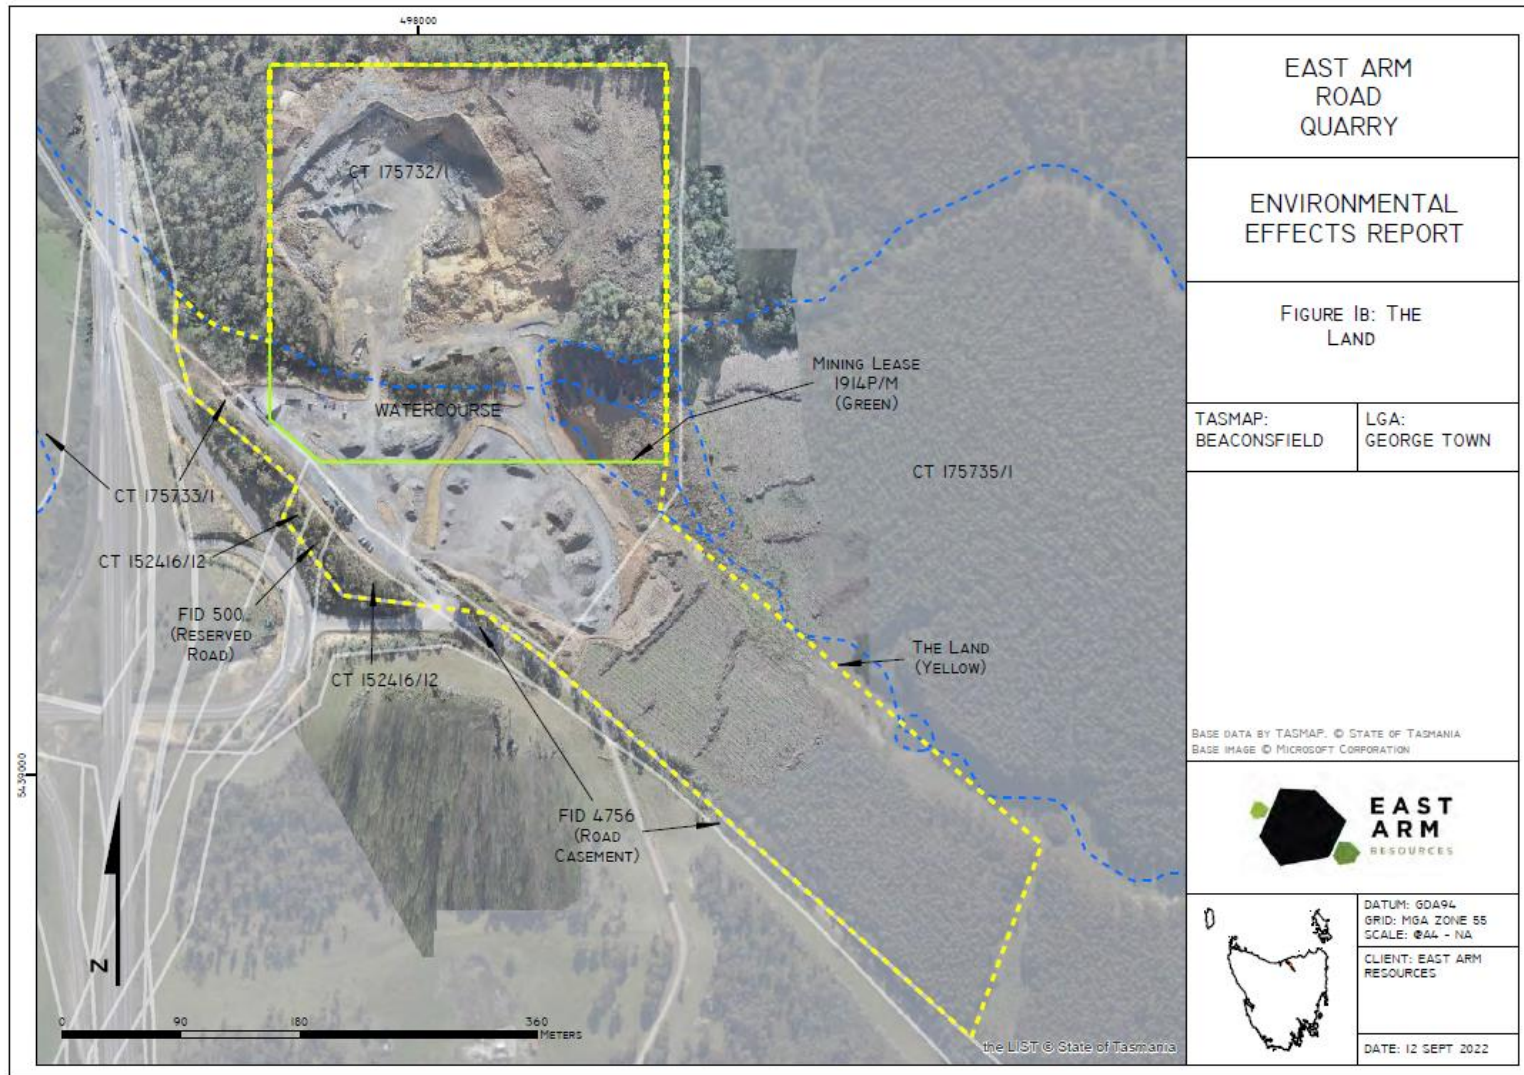 498000
5439000
CT 175732/1
WATERCOURSE
MINING LEASE
1914P/M
(GREEN)
CT 175735/1
CT 175733/1
CT 152416/12
FID 500
(RESERVED
ROAD)
CT 152416/12
THE LAND
(YELLOW)
FID 4756
(ROAD
CASEMENT)
N
0 90 180 360
METERS
the LIST © State of Tasmania
EAST ARM
ROAD
QUARRY
ENVIRONMENTAL
EFFECTS REPORT
FIGURE 1B: THE
LAND
TASMAP:
BEACONSFIELD
LGA:
GEORGE TOWN
BASE DATA BY TASMAP. © STATE OF TASMANIA
BASE IMAGE © MICROSOFT CORPORATION
EAST
ARM
RESOURCES
DATUM: GDA94
GRID: MGA ZONE 55
SCALE: @A4 - NA
CLIENT: EAST ARM
RESOURCES
DATE: 12 SEPT 2022